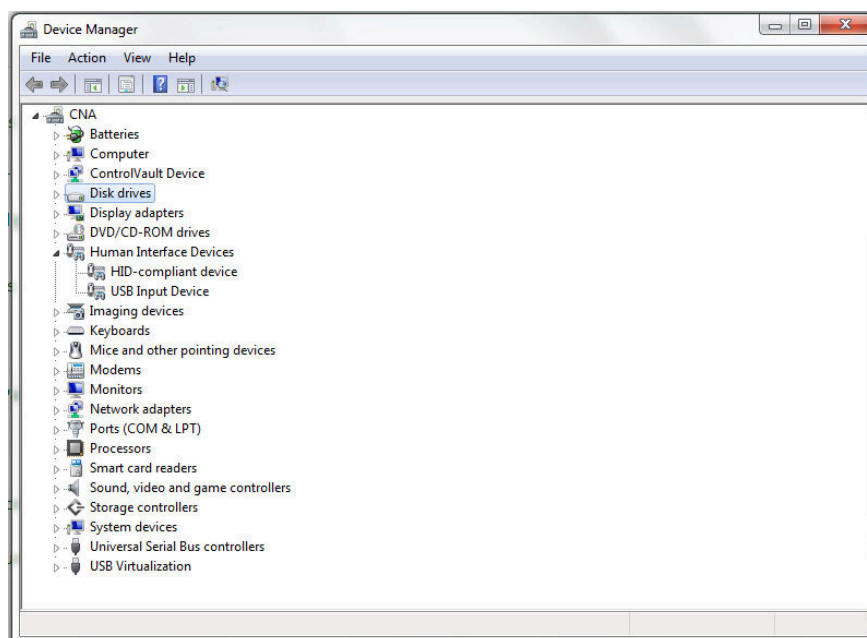 Device Manager
File Action View Help
CNA
Batteries
Computer
ControlVault Device
Disk drives
Display adapters
DVD/CD-ROM drives
Human Interface Devices
HID-compliant device
USB Input Device
Imaging devices
Keyboards
Mice and other pointing devices
Modems
Monitors
Network adapters
Ports (COM & LPT)
Processors
Smart card readers
Sound, video and game controllers
Storage controllers
System devices
Universal Serial Bus controllers
USB Virtualization